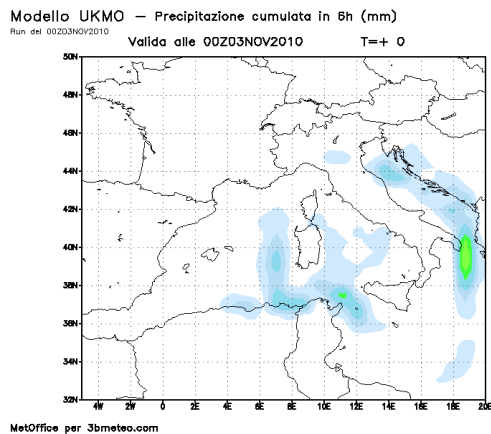 Modello UKMO – Precipitazione cumulata in 6h (mm)
Run del 00Z03NOV2010
Valida alle 00Z03NOV2010 T=+ 0
50N
48N
46N
44N
42N
40N
38N
36N
34N
32N
4W 2W 0 2E 4E 6E 8E 10E 12E 14E 16E 18E 20E
MetOffice per 3bmeteo.com